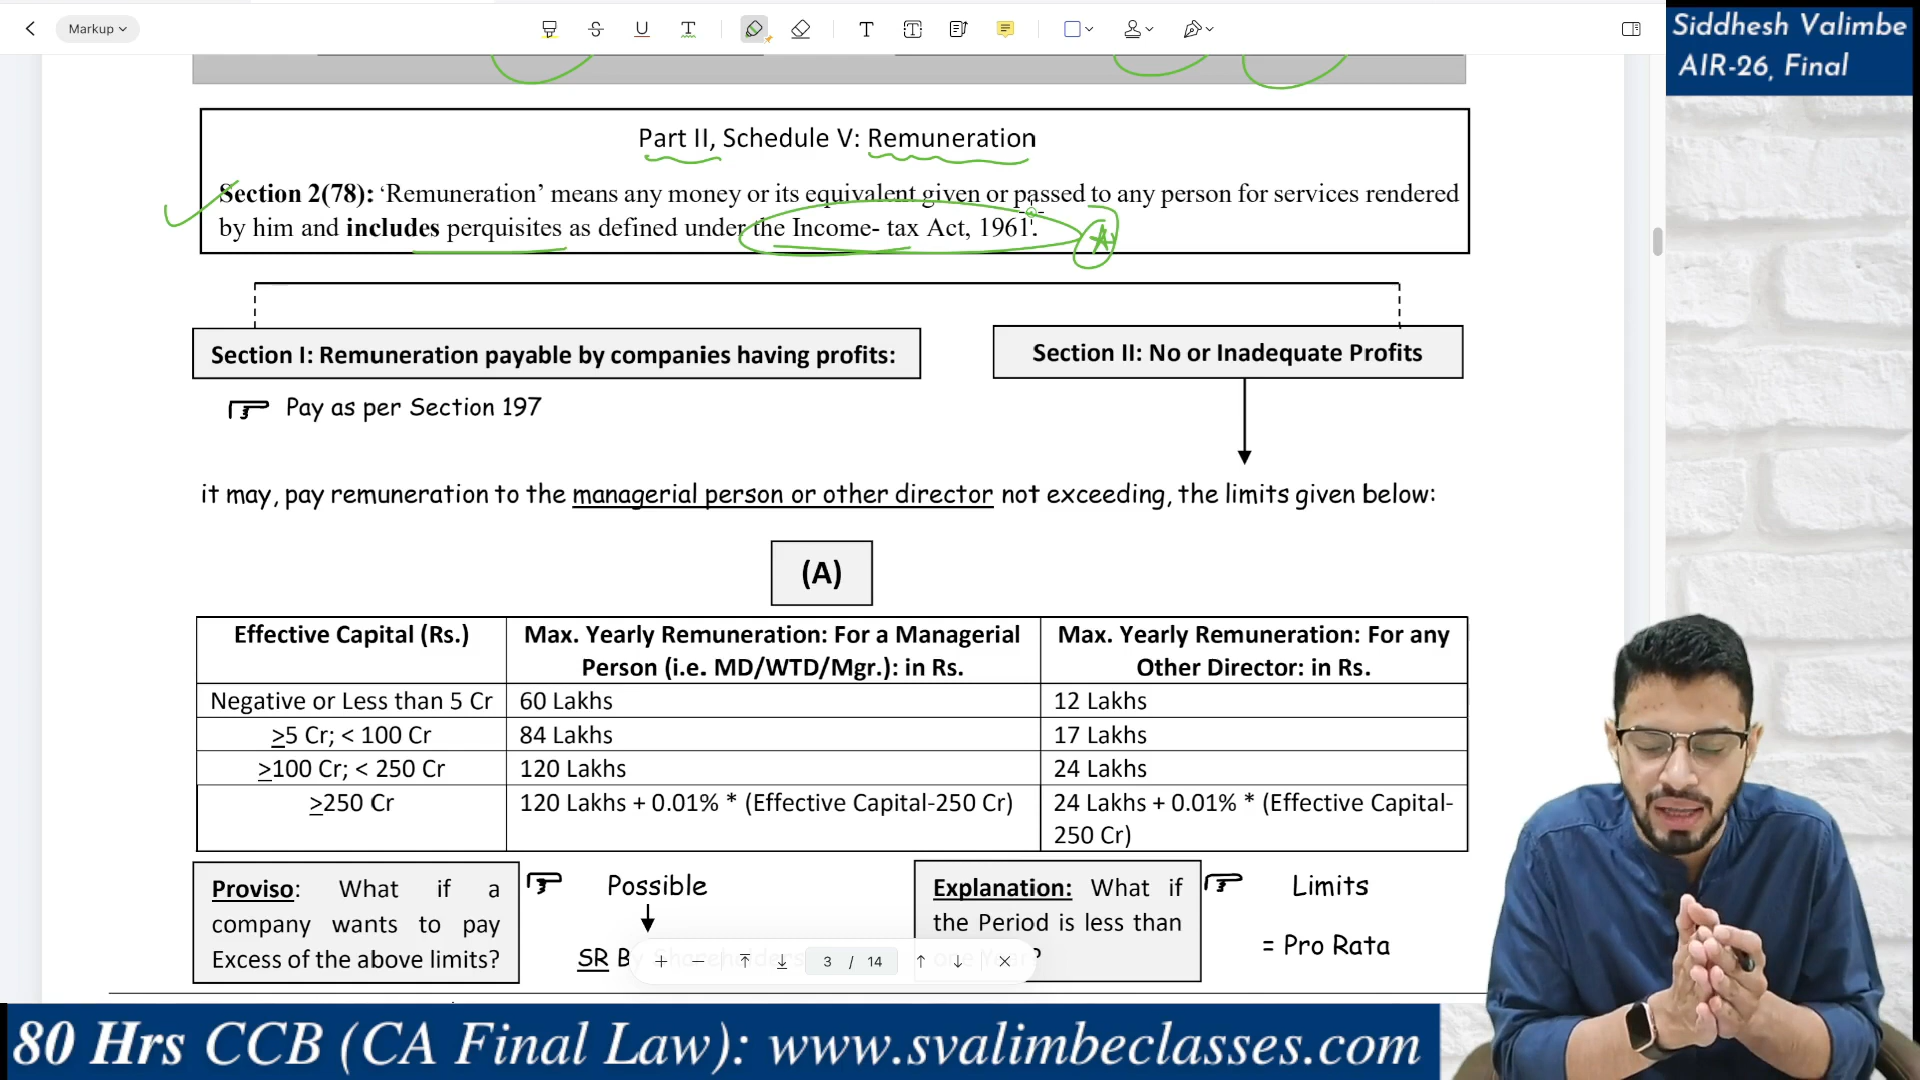 Markup
Siddhesh Valimbe
AIR-26, Final
Part II, Schedule V: Remuneration
Section 2(78): ‘Remuneration’ means any money or its equivalent given or passed to any person for services rendered
by him and includes perquisites as defined under the Income- tax Act, 1961.
Section I: Remuneration payable by companies having profits:
Section II: No or Inadequate Profits
Pay as per Section 197
it may, pay remuneration to the managerial person or other director not exceeding, the limits given below:
(A)
Effective Capital (Rs.)
Max. Yearly Remuneration: For a Managerial
Person (i.e. MD/WTD/Mgr.): in Rs.
Max. Yearly Remuneration: For any
Other Director: in Rs.
Negative or Less than 5 Cr
60 Lakhs
12 Lakhs
≥5 Cr; < 100 Cr
84 Lakhs
17 Lakhs
≥100 Cr; < 250 Cr
120 Lakhs
24 Lakhs
≥250 Cr
120 Lakhs + 0.01% * (Effective Capital-250 Cr)
24 Lakhs + 0.01% * (Effective Capital-
250 Cr)
Proviso: What if a
company wants to pay
Excess of the above limits?
Possible
SR B
Explanation: What if
the Period is less than
?
Limits
= Pro Rata
3 / 14
80 Hrs CCB (CA Final Law): www.svalimbeclasses.com